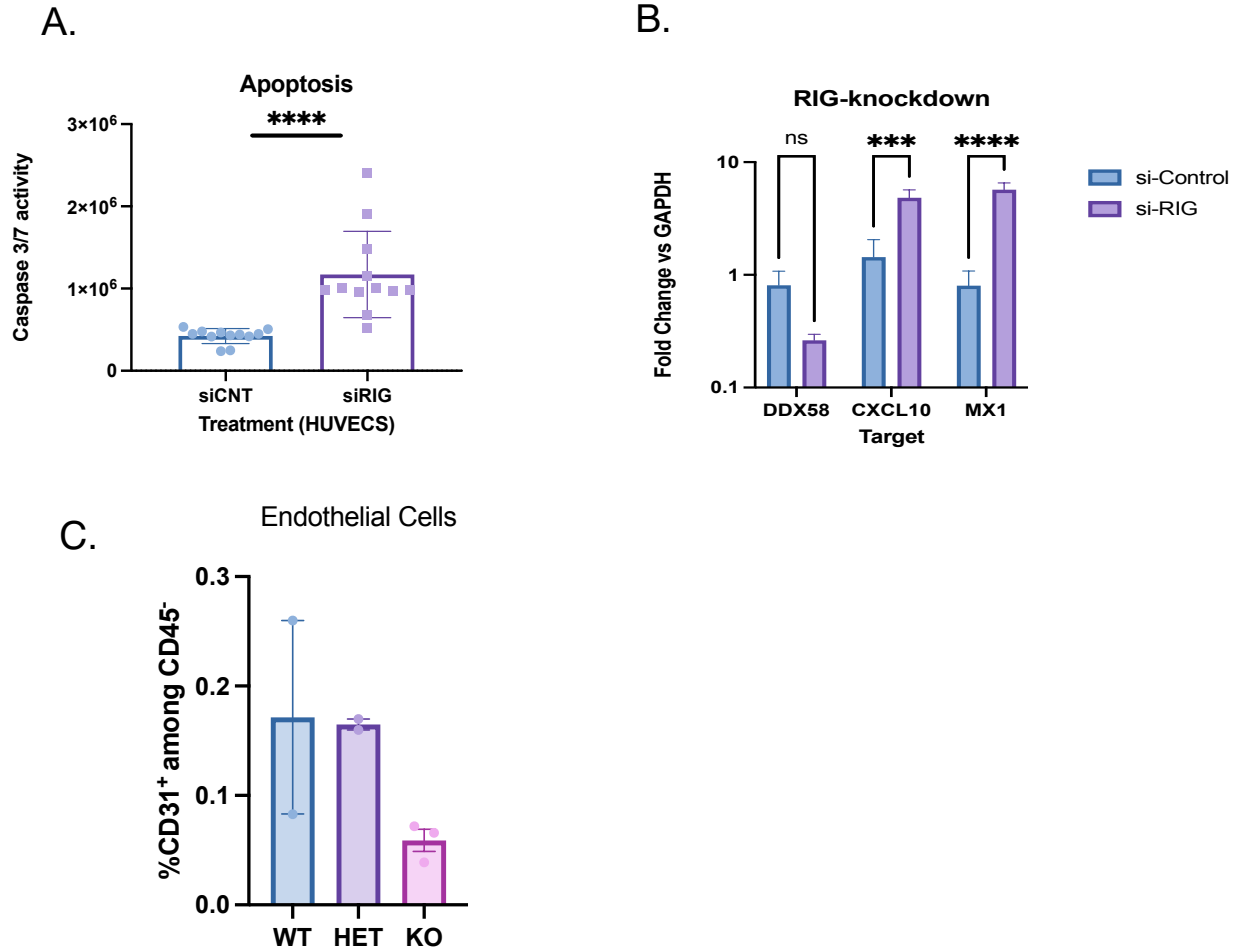 A.
Apoptosis
****
3×10⁶
2×10⁶
1×10⁶
0
Caspase 3/7 activity
siCNT
siRIG
Treatment (HUVECS)
B.
RIG-knockdown
ns
***
****
10
1
0.1
Fold Change vs GAPDH
DDX58
CXCL10
MX1
Target
si-Control
si-RIG
C.
Endothelial Cells
0.3
0.2
0.1
0.0
%CD31⁺ among CD45⁻
WT
HET
KO